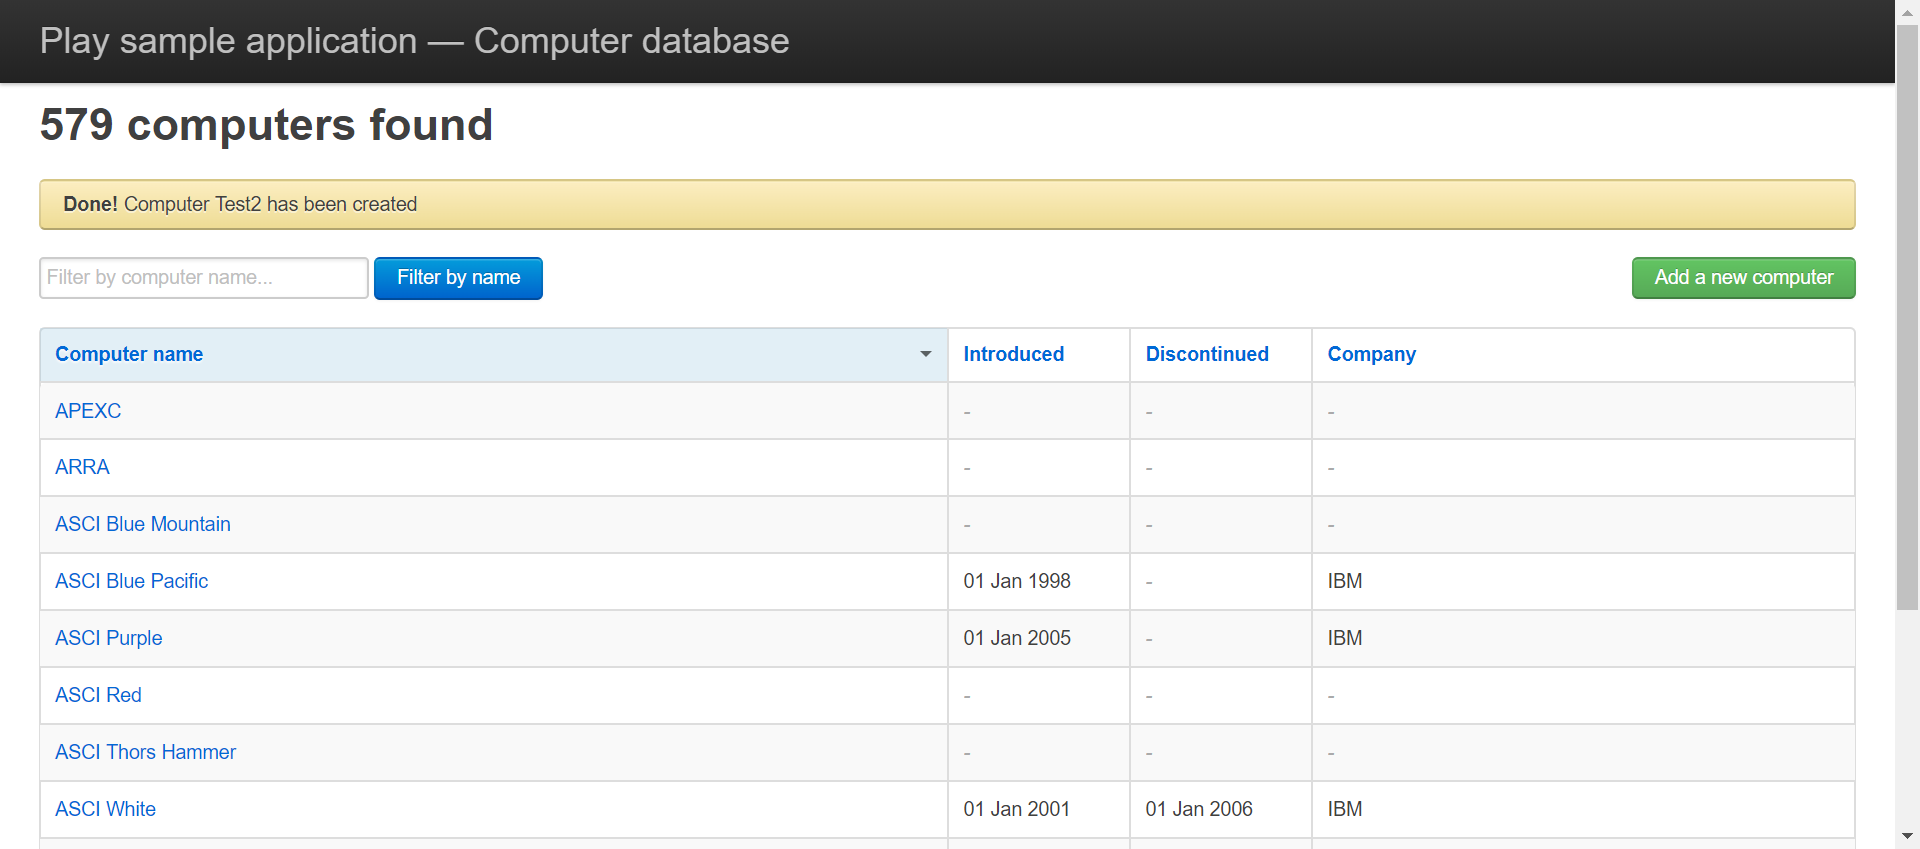 Play sample application — Computer database
579 computers found
Done! Computer Test2 has been created
Filter by computer name...
Filter by name
Add a new computer
Computer name Introduced Discontinued Company
APEXC - - -
ARRA - - -
ASCI Blue Mountain - - -
ASCI Blue Pacific 01 Jan 1998 - IBM
ASCI Purple 01 Jan 2005 - IBM
ASCI Red - - -
ASCI Thors Hammer - - -
ASCI White 01 Jan 2001 01 Jan 2006 IBM